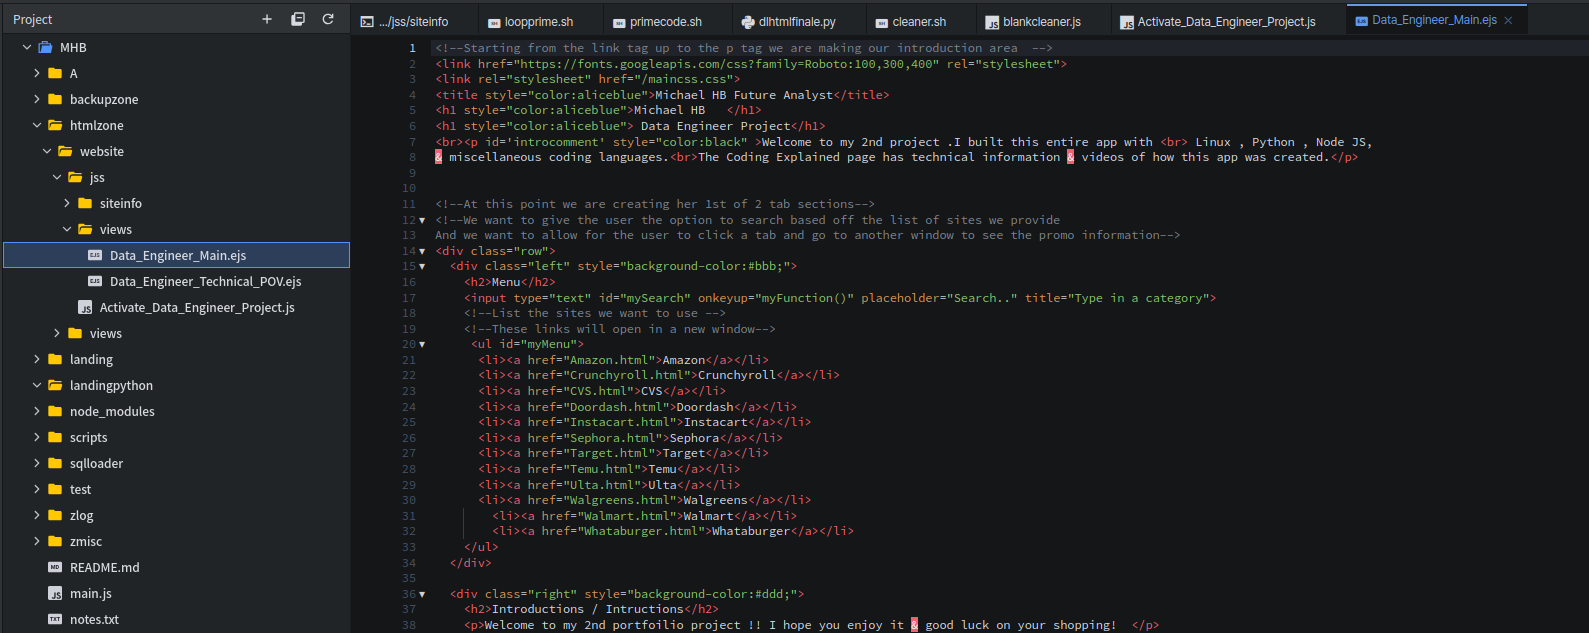 Project
MHB
A
backupzone
htmlzone
website
jss
siteinfo
views
Data_Engineer_Main.ejs
Data_Engineer_Technical_POV.ejs
Activate_Data_Engineer_Project.js
views
landing
landingpython
node_modules
scripts
sqlloader
test
zlog
zmisc
README.md
main.js
notes.txt
.../jss/siteinfo
loopprime.sh
primecode.sh
dlhtmlfinale.py
cleaner.sh
blankcleaner.js
Activate_Data_Engineer_Project.js
Data_Engineer_Main.ejs
1 <!--Starting from the link tag up to the p tag we are making our introduction area  -->
2 <link href="https://fonts.googleapis.com/css?family=Roboto:100,300,400" rel="stylesheet">
3 <link rel="stylesheet" href="/maincss.css">
4 <title style="color:aliceblue">Michael HB Future Analyst</title>
5 <h1 style="color:aliceblue">Michael HB   </h1>
6 <h1 style="color:aliceblue"> Data Engineer Project</h1>
7 <br><p id='introcomment' style="color:black" >Welcome to my 2nd project .I built this entire app with <br> Linux , Python , Node JS,
8 & miscellaneous coding languages.<br>The Coding Explained page has technical information & videos of how this app was created.</p>
9
10
11 <!--At this point we are creating her 1st of 2 tab sections-->
12 <!--We want to give the user the option to search based off the list of sites we provide
13 And we want to allow for the user to click a tab and go to another window to see the promo information-->
14 <div class="row">
15 <div class="left" style="background-color:#bbb;">
16 <h2>Menu</h2>
17 <input type="text" id="mySearch" onkeyup="myFunction()" placeholder="Search.." title="Type in a category">
18 <!--List the sites we want to use -->
19 <!--These links will open in a new window-->
20 <ul id="myMenu">
21 <li><a href="Amazon.html">Amazon</a></li>
22 <li><a href="Crunchyroll.html">Crunchyroll</a></li>
23 <li><a href="CVS.html">CVS</a></li>
24 <li><a href="Doordash.html">Doordash</a></li>
25 <li><a href="Instacart.html">Instacart</a></li>
26 <li><a href="Sephora.html">Sephora</a></li>
27 <li><a href="Target.html">Target</a></li>
28 <li><a href="Temu.html">Temu</a></li>
29 <li><a href="Ulta.html">Ulta</a></li>
30 <li><a href="Walgreens.html">Walgreens</a></li>
31 <li><a href="Walmart.html">Walmart</a></li>
32 <li><a href="Whataburger.html">Whataburger</a></li>
33 </ul>
34 </div>
35
36 <div class="right" style="background-color:#ddd;">
37 <h2>Introductions / Intructions</h2>
38 <p>Welcome to my 2nd portfoilio project !! I hope you enjoy it & good luck on your shopping!  </p>